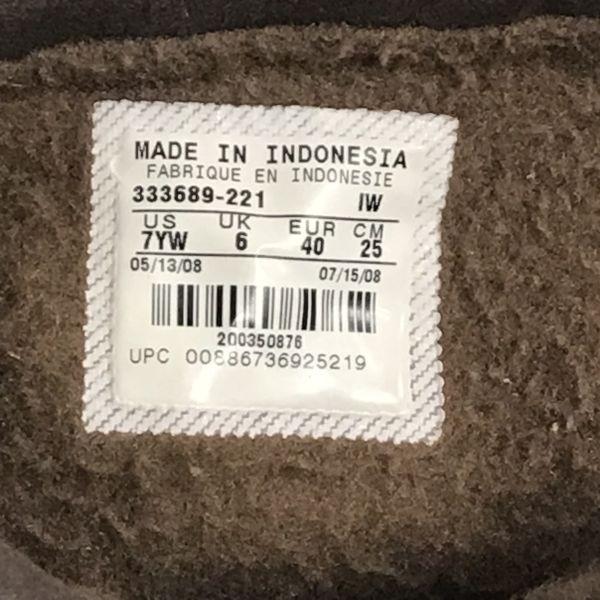 MADE IN INDONESIA
FABRIQUE EN INDONESIE
333689-221 IW
US UK EUR CM
7YW 6 40 25
05/13/08 07/15/08
200350876
UPC 00886736925219